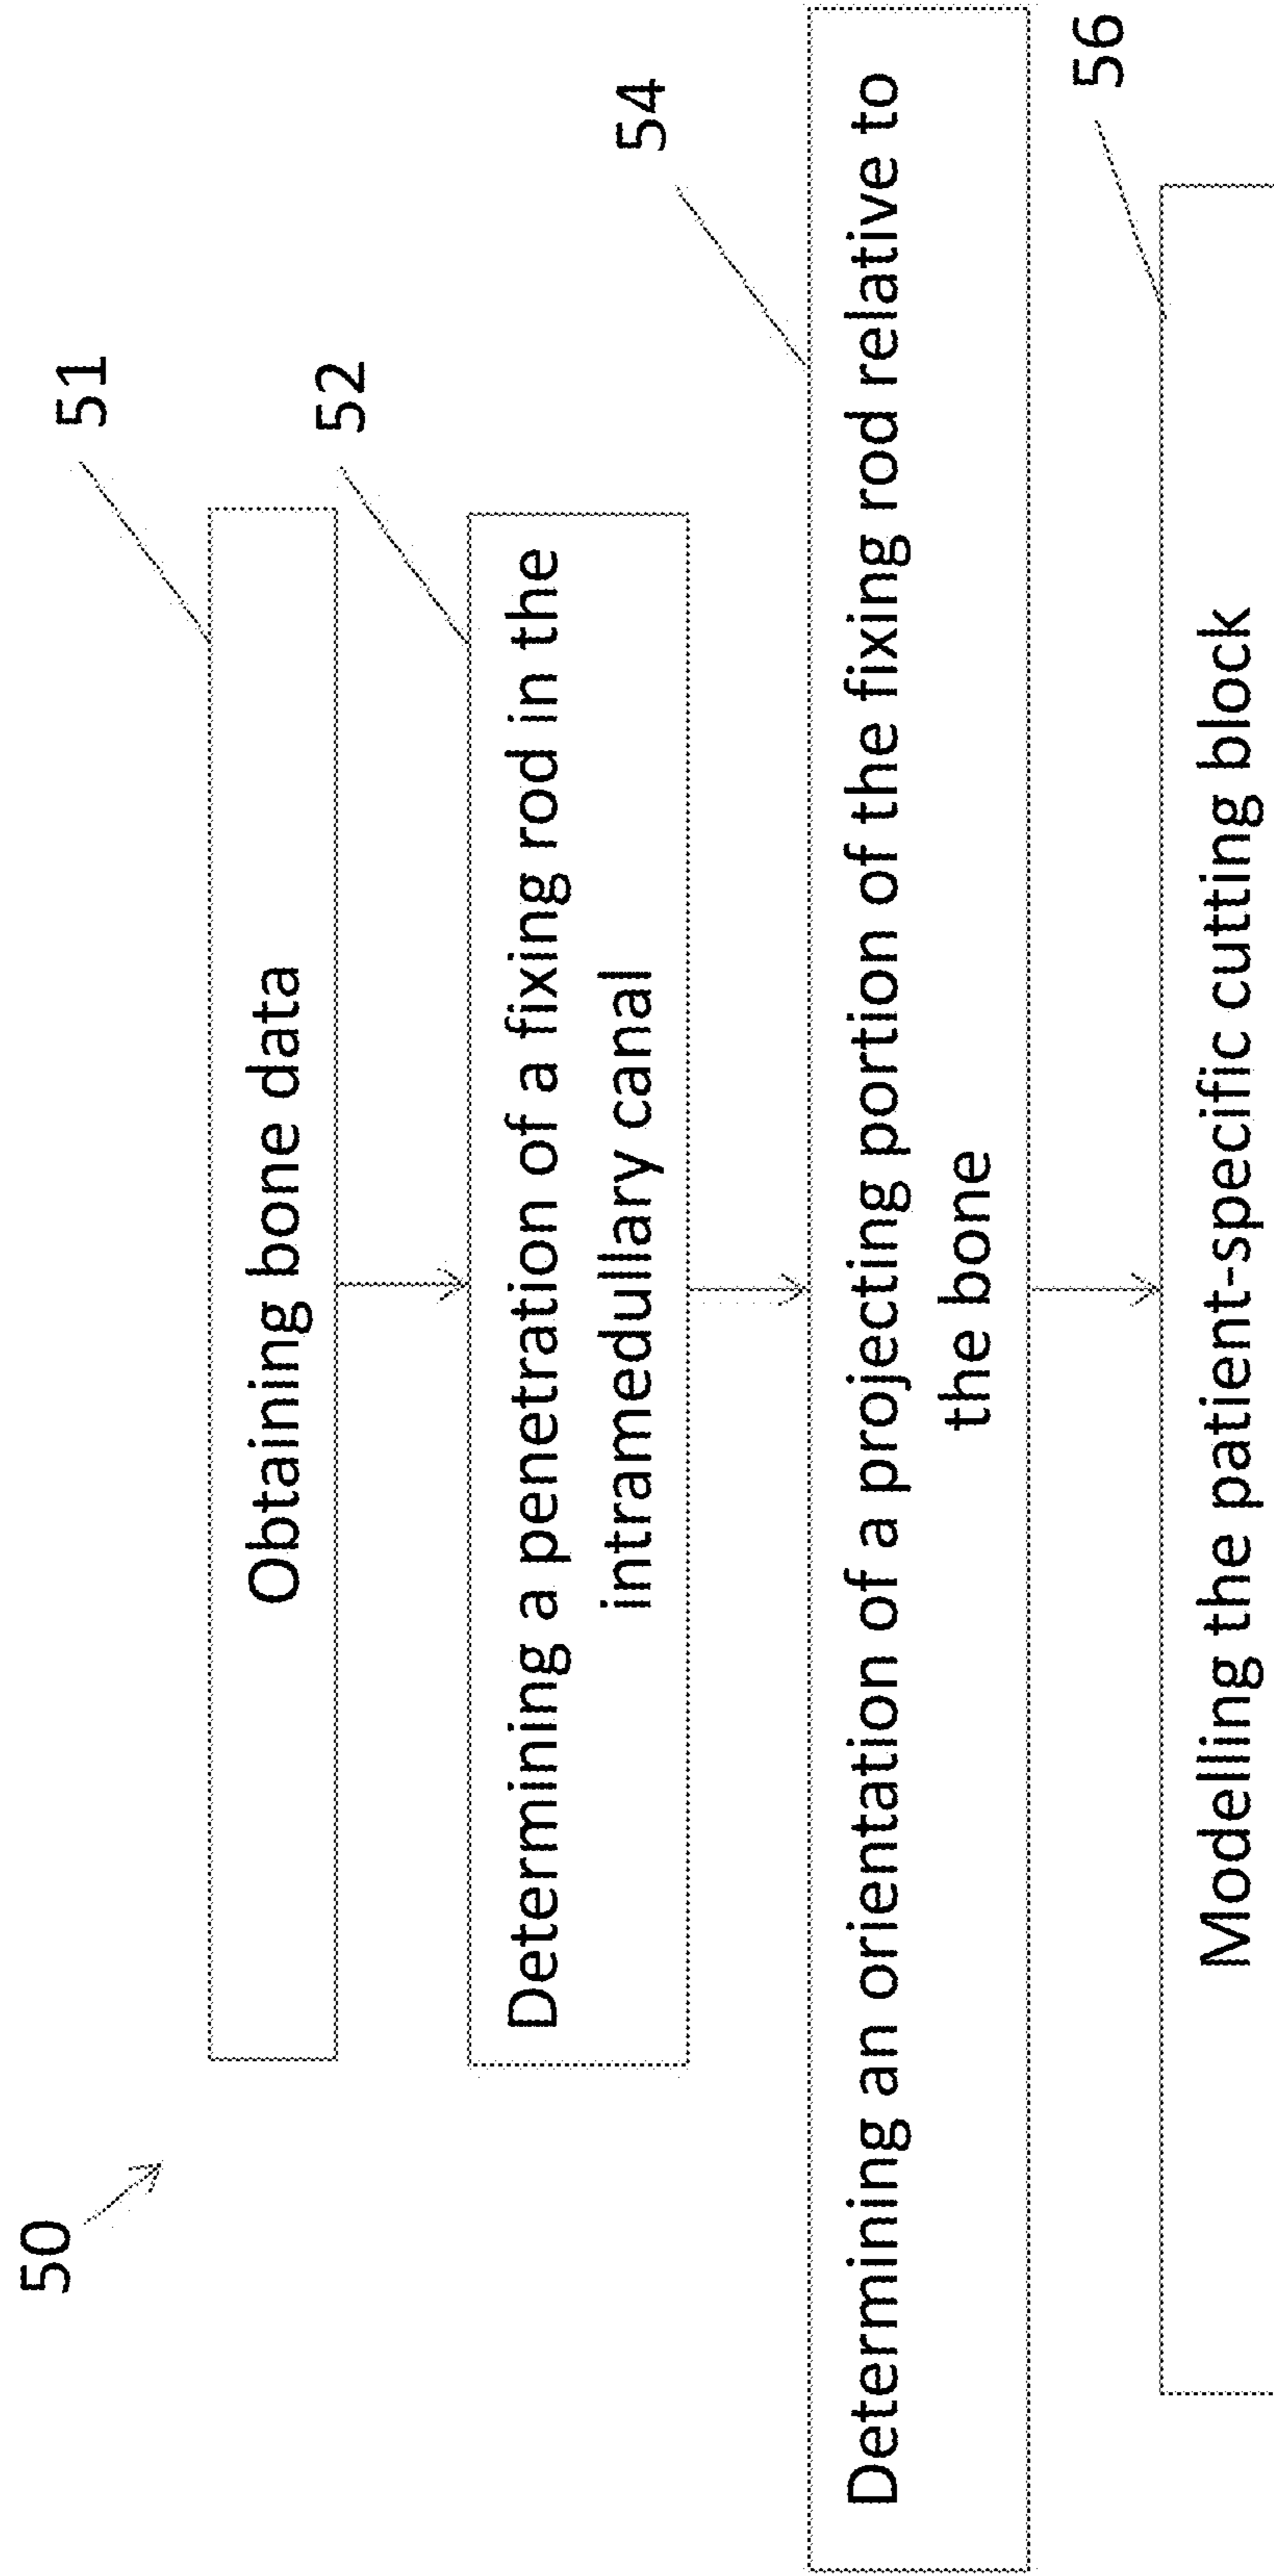 50
51
Obtaining bone data
52
Determining a penetration of a fixing rod in the
intramedullary canal
54
Determining an orientation of a projecting portion of the fixing rod relative to
the bone
56
Modelling the patient-specific cutting block